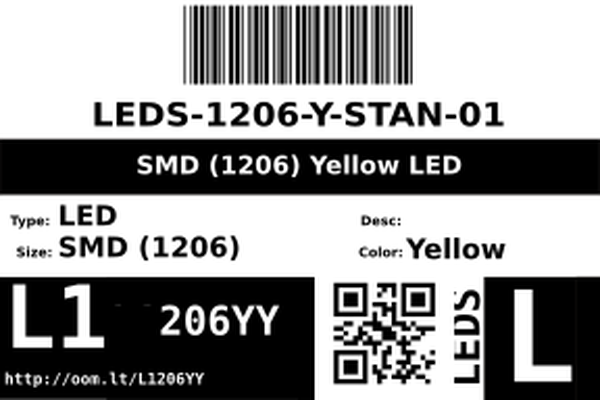 LEDS-1206-Y-STAN-01
SMD (1206) Yellow LED
Type: LED
Desc:
Size: SMD (1206)
Color: Yellow
L1 206YY
http://oom.lt/L1206YY
LEDS
L